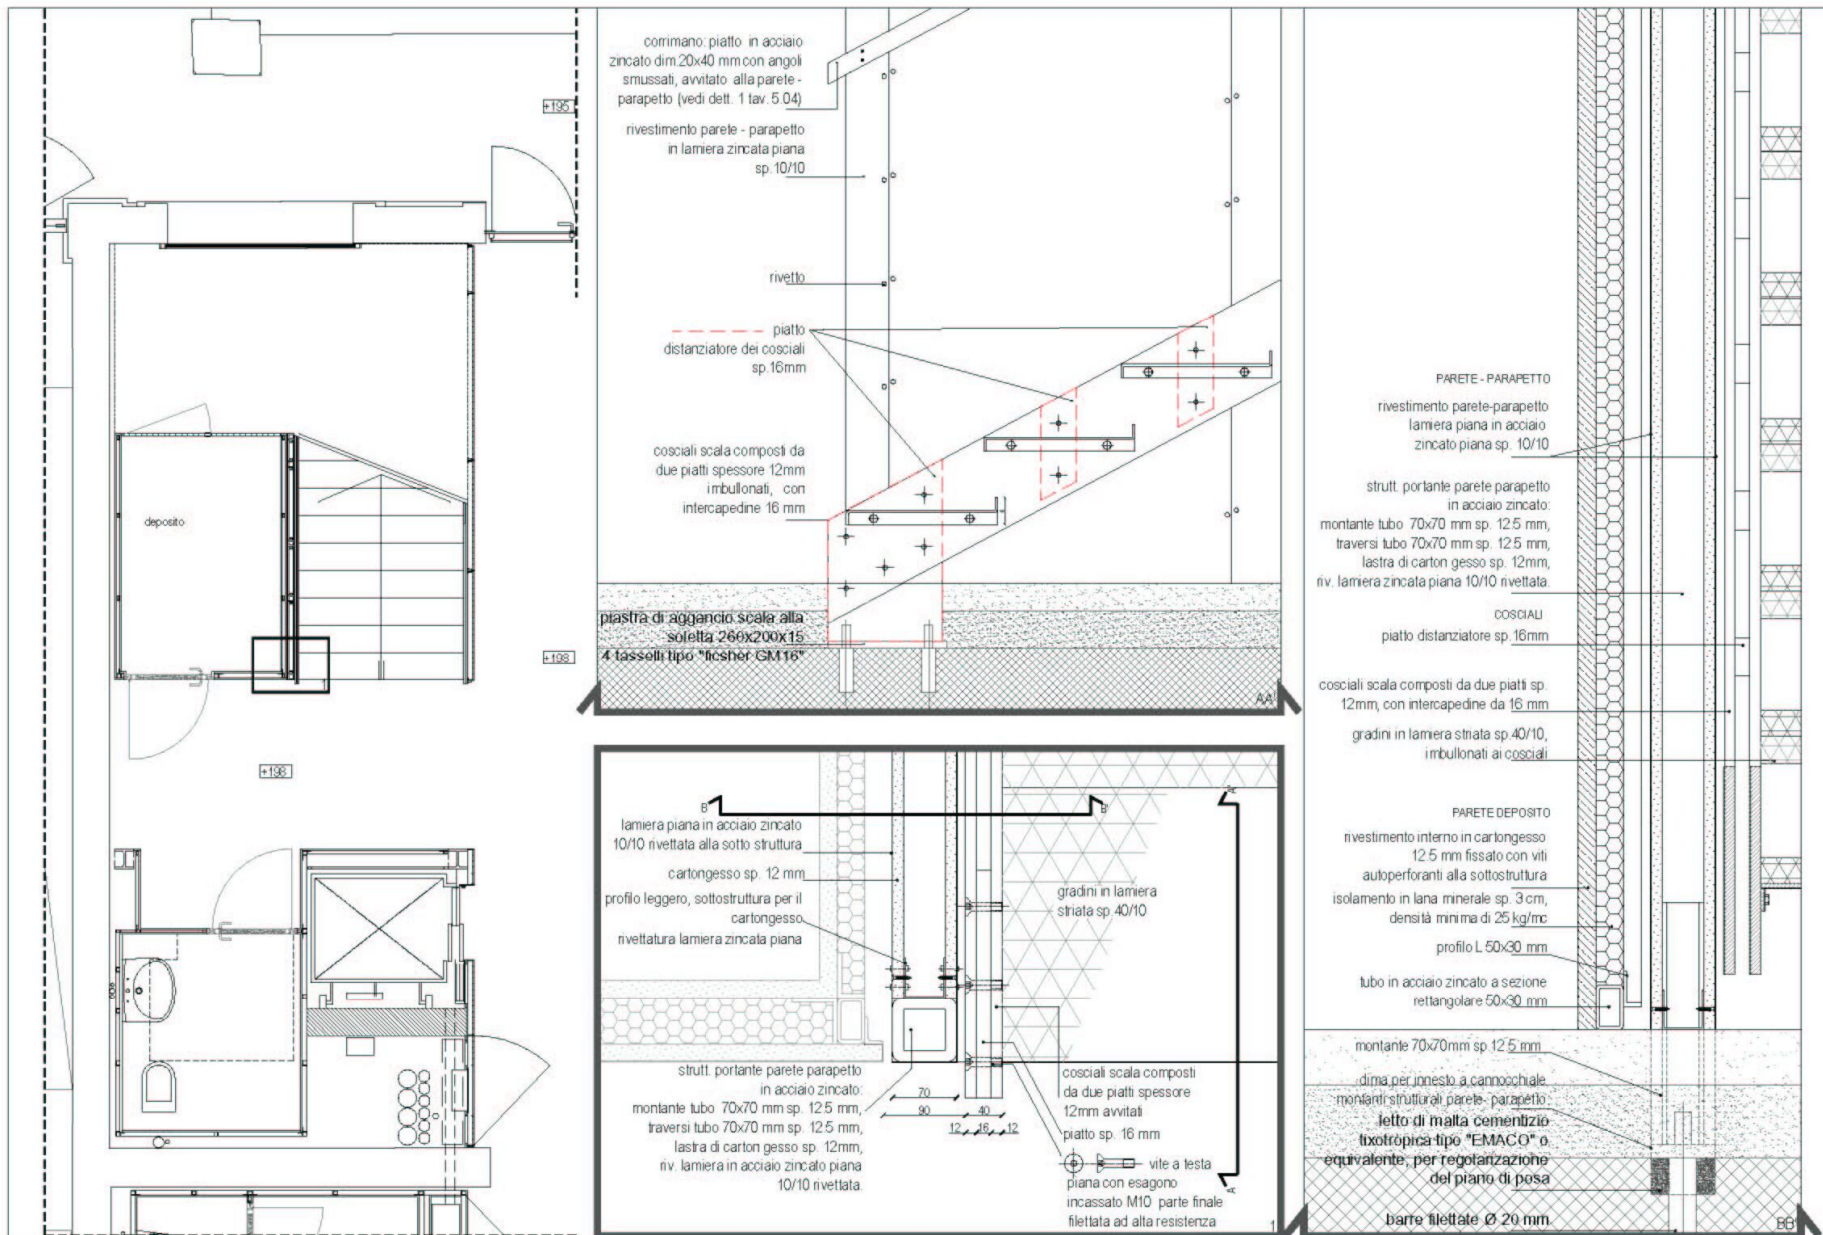 +195
deposito
+198
+198
corrimano: piatto in acciaio
zincato dim.20x40 mm con angoli
smussati, avvitato alla parete -
parapetto (vedi dett. 1 tav. 5.04)
rivestimento parete - parapetto
in lamiera zincata piana
sp.10/10
rivetto
piatto
distanziatore dei cosciali
sp.16mm
cosciali scala composti da
due piatti spessore 12mm
imbullonati, con
intercapedine 16 mm
piastra di aggancio scala alla
soletta 260x200x15
4 tasselli tipo "ficsher GM16"
AA'
B
B'
A'
lamiera piana in acciaio zincato
10/10 rivettata alla sotto struttura
cartongesso sp. 12 mm
profilo leggero, sottostruttura per il
cartongesso
rivettatura lamiera zincata piana
gradini in lamiera
striata sp.40/10
strutt. portante parete parapetto
in acciaio zincato:
montante tubo 70x70 mm sp. 12.5 mm,
traversi tubo 70x70 mm sp. 12.5 mm,
lastra di carton gesso sp. 12mm,
riv. lamiera in acciaio zincato piana
10/10 rivettata.
70
90
40
12
16
12
cosciali scala composti
da due piatti spessore
12mm avvitati
piatto sp. 16 mm
vite a testa
piana con esagono
incassato M10 parte finale
filettata ad alta resistenza
A
1
PARETE - PARAPETTO
rivestimento parete-parapetto
lamiera piana in acciaio
zincato piana sp. 10/10
strutt. portante parete parapetto
in acciaio zincato:
montante tubo 70x70 mm sp. 12.5 mm,
traversi tubo 70x70 mm sp. 12.5 mm,
lastra di carton gesso sp. 12mm,
riv. lamiera zincata piana 10/10 rivettata.
COSCIALI
piatto distanziatore sp.16mm
cosciali scala composti da due piatti sp.
12mm, con intercapedine da 16 mm
gradini in lamiera striata sp.40/10,
imbullonati ai cosciali
PARETE DEPOSITO
rivestimento interno in cartongesso
12.5 mm fissato con viti
autoperforanti alla sottostruttura
isolamento in lana minerale sp. 3 cm,
densità minima di 25 kg/mc
profilo L 50x30 mm
tubo in acciaio zincato a sezione
rettangolare 50x30 mm
montante 70x70mm sp 12.5 mm
dima per innesto a cannocchiale
montanti strutturali parete- parapetto
letto di malta cementizio
tixotropica tipo "EMACO" o
equivalente, per regolarizazione
del piano di posa
barre filettate Ø 20 mm
BB'